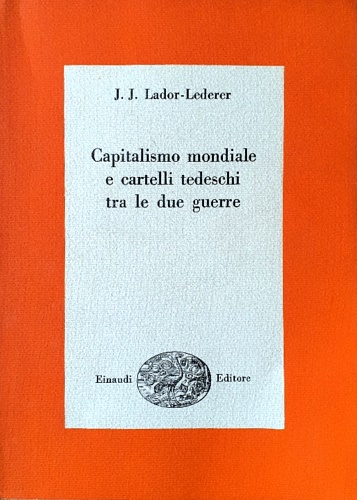 J. J. Lador-Lederer
Capitalismo mondiale
e cartelli tedeschi
tra le due guerre
Einaudi Editore